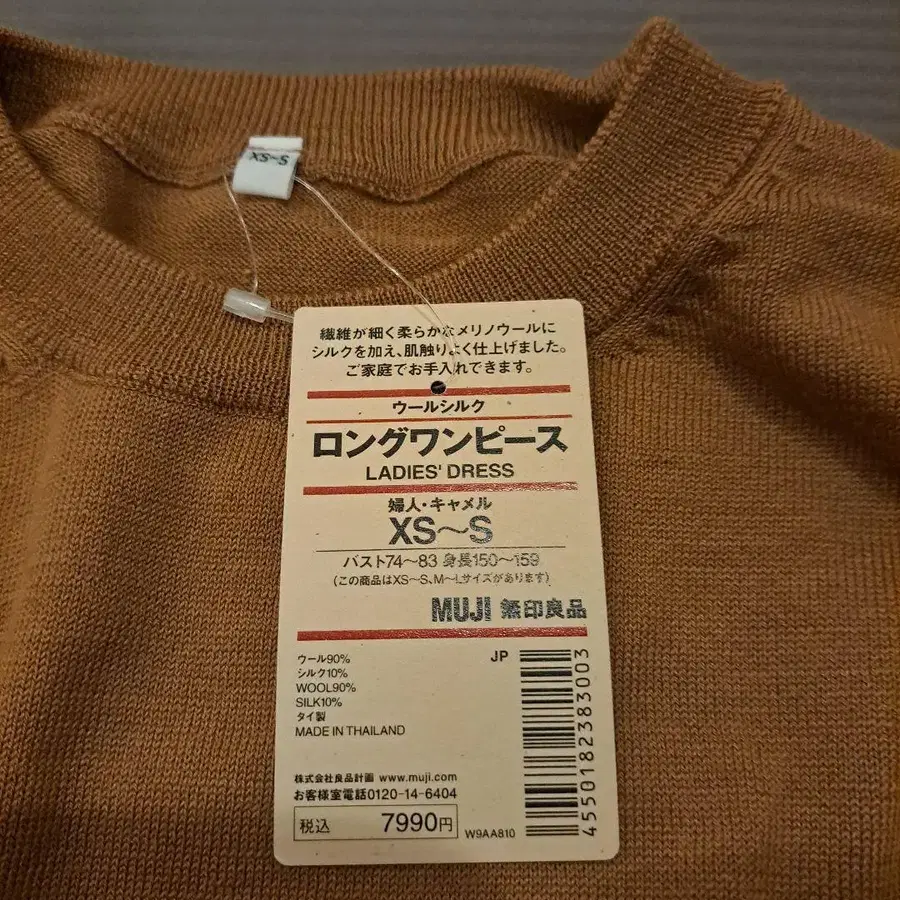 XS~S
繊維が細く柔らかなメリノウールに
シルクを加え、肌触りよく仕上げました。
ご家庭でお手入れできます。
ウールシルク
ロングワンピース
LADIES' DRESS
婦人・キャメル
XS〜S
バスト74〜83 身長150〜159
(この商品はXS〜S、M〜Lサイズがあります)
MUJI 無印良品
ウール90%
シルク10%
WOOL90%
SILK10%
タイ製
MADE IN THAILAND
JP
4550182383003
株式会社良品計画 www.muji.com
お客様室電話0120-14-6404
税込 7990円
W9AA810